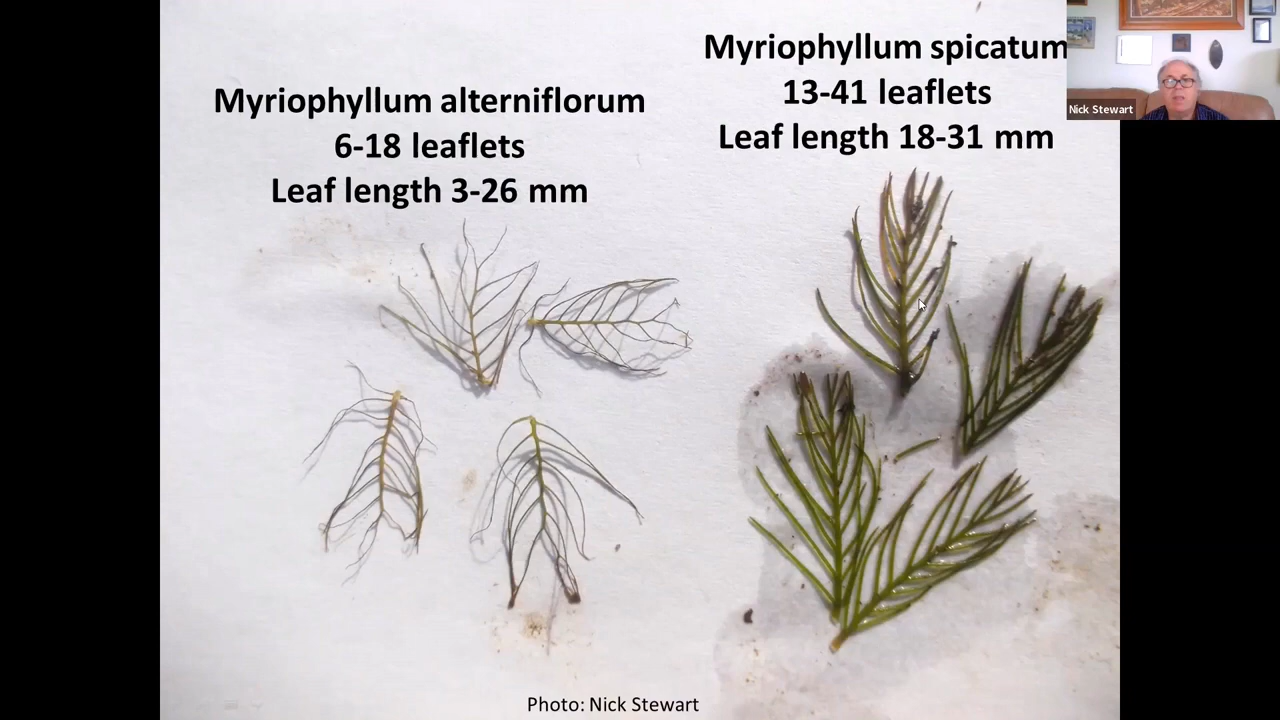 Myriophyllum alterniflorum
6-18 leaflets
Leaf length 3-26 mm
Myriophyllum spicatum
13-41 leaflets
Leaf length 18-31 mm
Nick Stewart
Photo: Nick Stewart